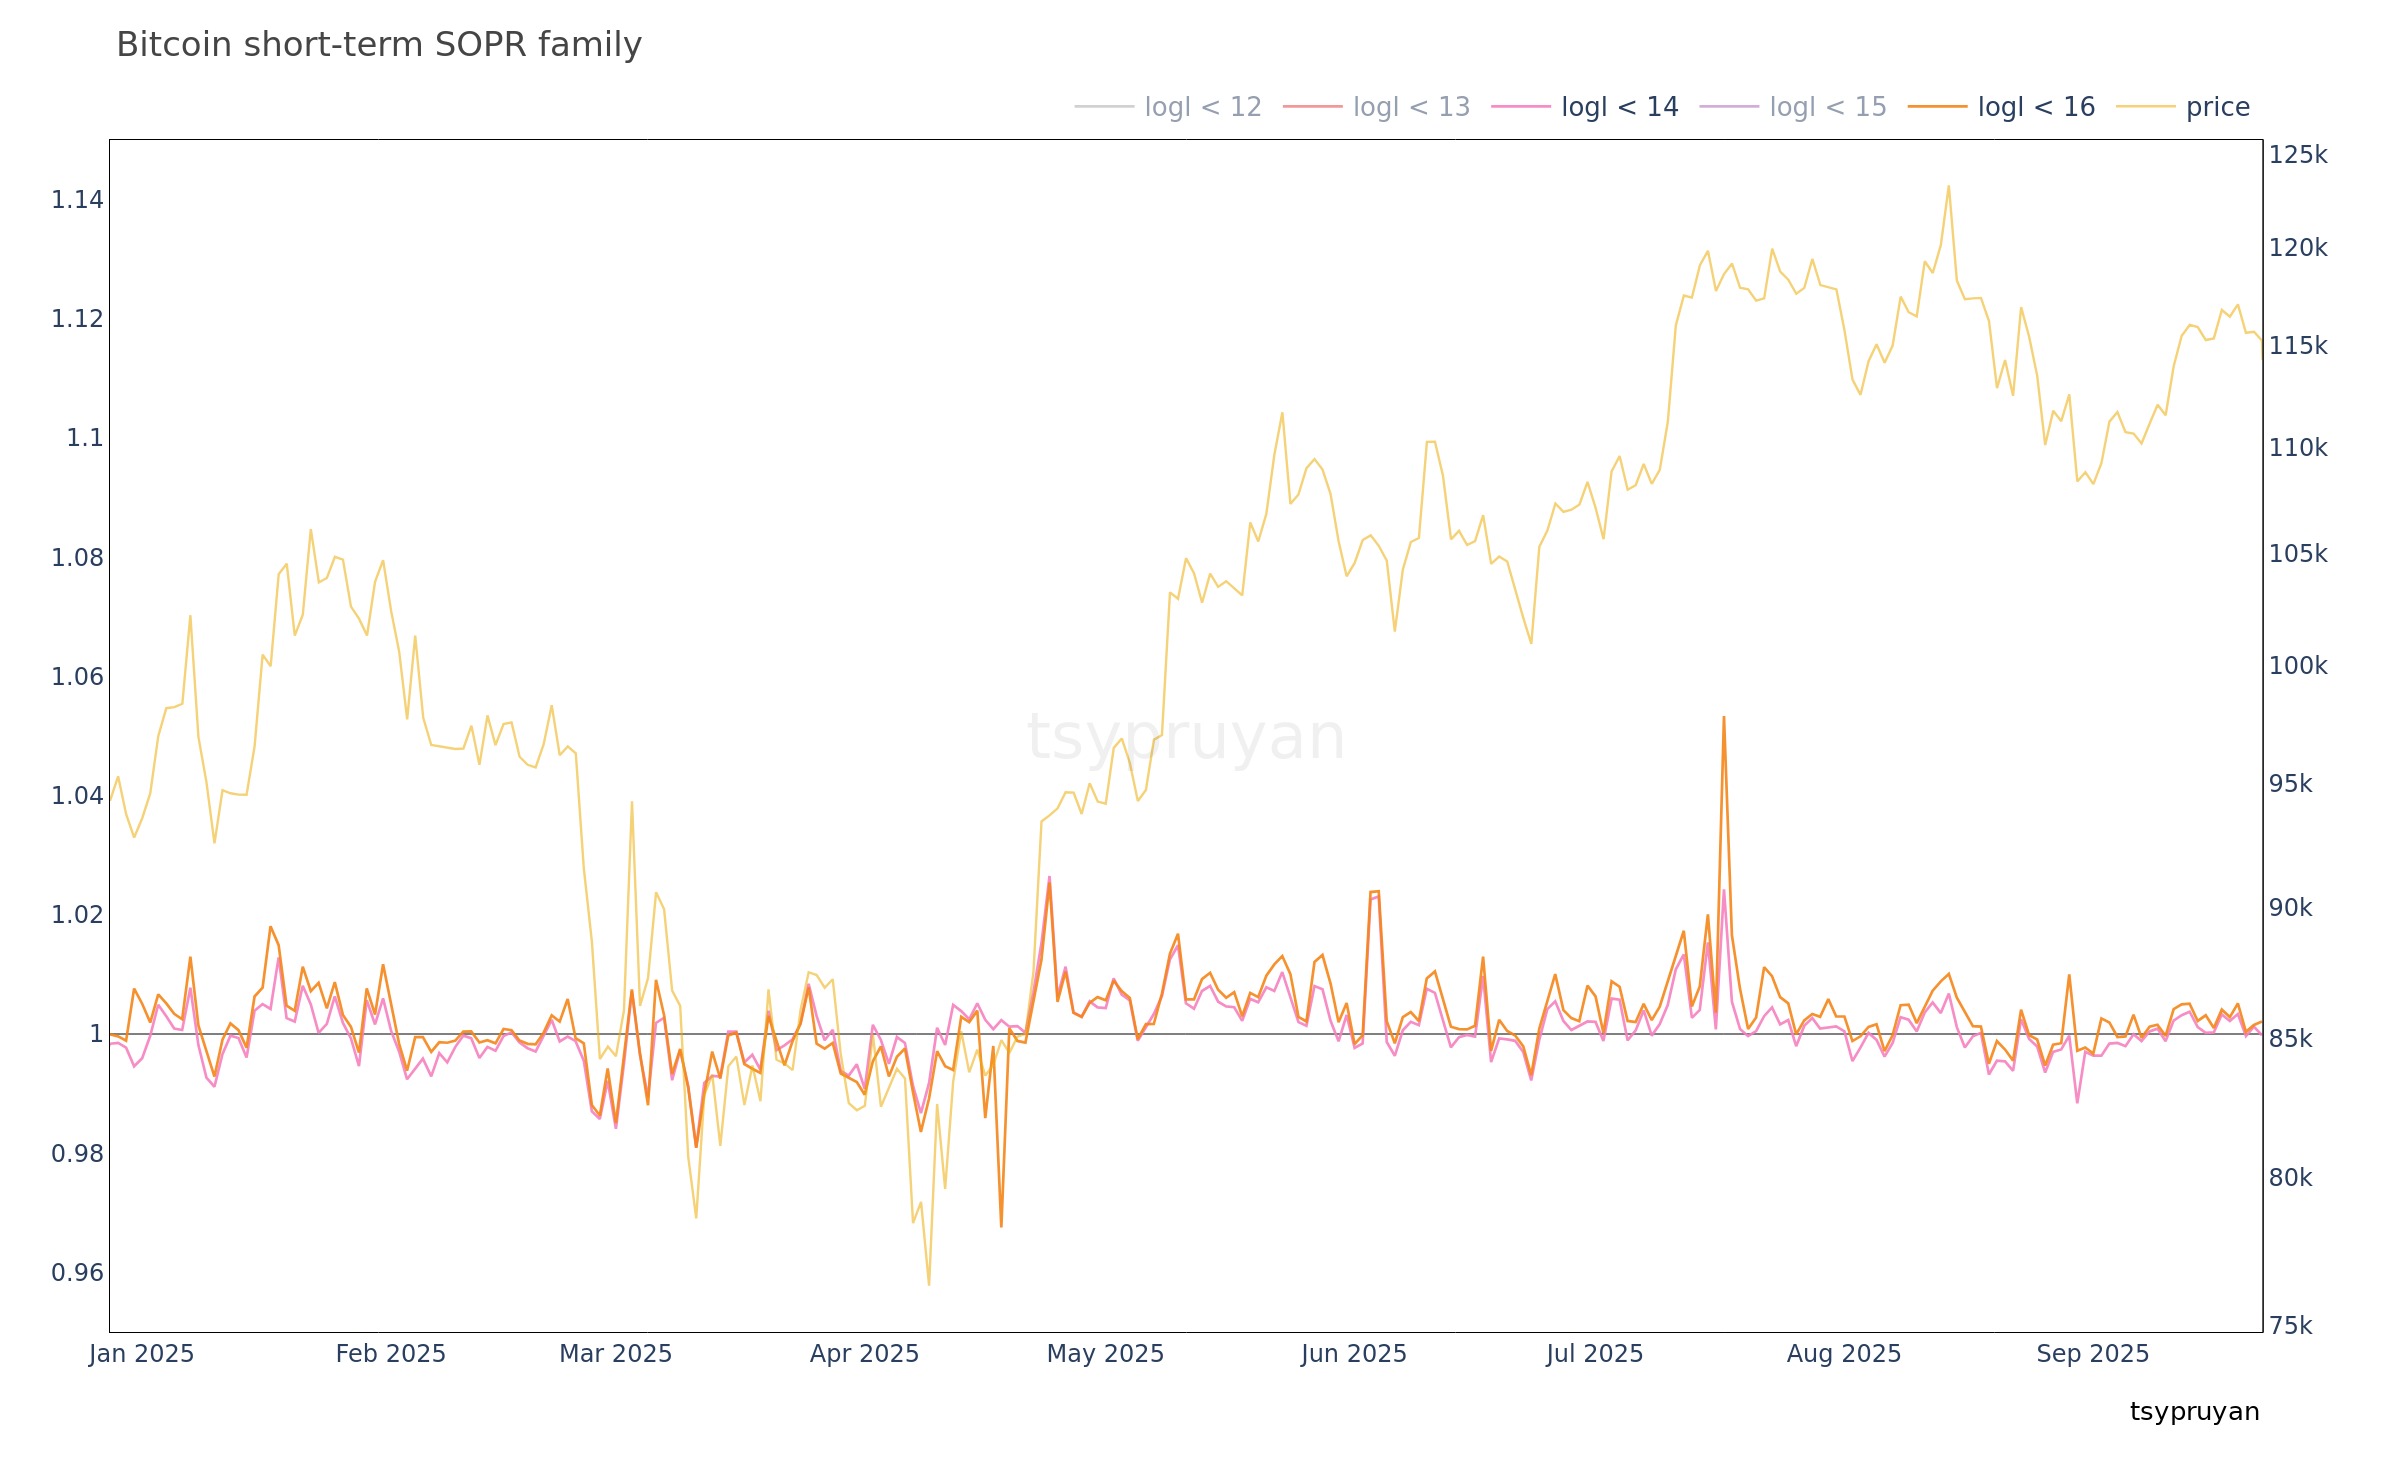 Bitcoin short-term SOPR family
logl < 12 logl < 13 logl < 14 logl < 15 logl < 16 price
1.14
1.12
1.1
1.08
1.06
1.04
1.02
1
0.98
0.96
125k
120k
115k
110k
105k
100k
95k
90k
85k
80k
75k
tsypruyan
Jan 2025 Feb 2025 Mar 2025 Apr 2025 May 2025 Jun 2025 Jul 2025 Aug 2025 Sep 2025
tsypruyan